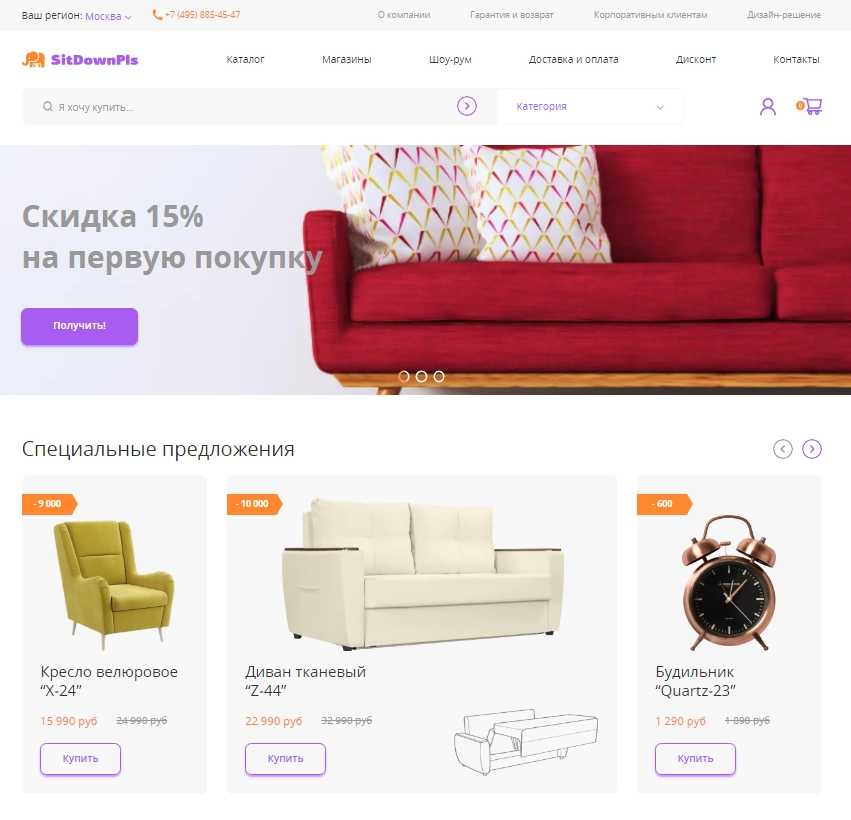 Ваш регион: Москва
+7 (495) 885-45-47
О компании
Гарантия и возврат
Корпоративным клиентам
Дизайн-решение
SitDownPls
Каталог
Магазины
Шоу-рум
Доставка и оплата
Дисконт
Контакты
Я хочу купить...
Категория
0
Скидка 15%
на первую покупку
Получить!
Специальные предложения
- 9 000
Кресло велюровое
“X-24”
15 990 руб 24 990 руб
Купить
- 10 000
Диван тканевый
“Z-44”
22 990 руб 32 990 руб
Купить
- 600
Будильник
“Quartz-23”
1 290 руб 1 890 руб
Купить